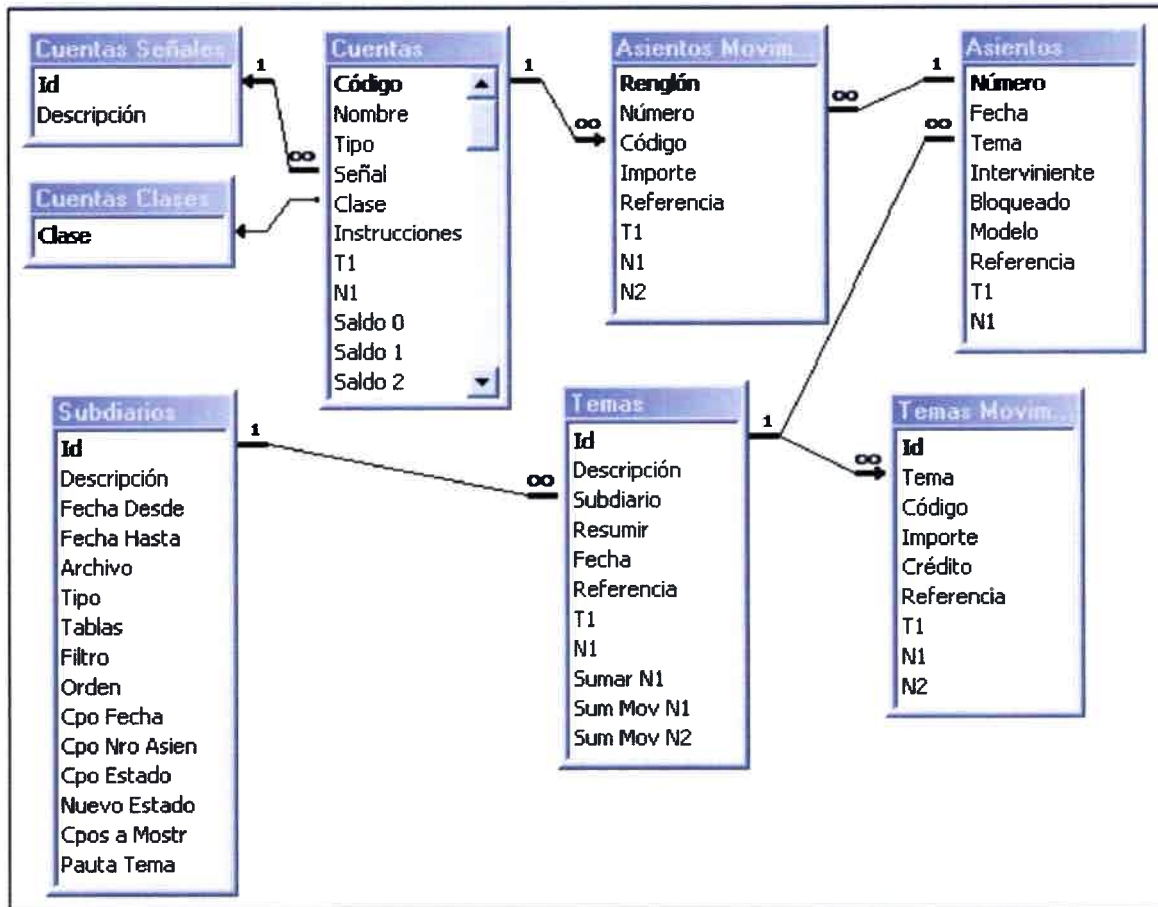 Cuentas Señales
Id
Descripción
1
∞
Cuentas Clases
Clase
Cuentas
Código
Nombre
Tipo
Señal
Clase
Instrucciones
T1
N1
Saldo 0
Saldo 1
Saldo 2
1
∞
Asientos Movim...
Renglón
Número
Código
Importe
Referencia
T1
N1
N2
∞
1
Asientos
Número
Fecha
Tema
Interviniente
Bloqueado
Modelo
Referencia
T1
N1
∞
Subdiarios
Id
Descripción
Fecha Desde
Fecha Hasta
Archivo
Tipo
Tablas
Filtro
Orden
Cpo Fecha
Cpo Nro Asien
Cpo Estado
Nuevo Estado
Cpos a Mostr
Pauta Tema
1
∞
Temas
Id
Descripción
Subdiario
Resumir
Fecha
Referencia
T1
N1
Sumar N1
Sum Mov N1
Sum Mov N2
1
∞
Temas Movim...
Id
Tema
Código
Importe
Crédito
Referencia
T1
N1
N2